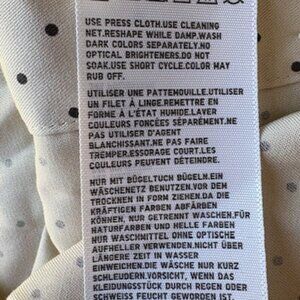 USE PRESS CLOTH.USE CLEANING
NET.RESHAPE WHILE DAMP.WASH
DARK COLORS SEPARATELY.NO
OPTICAL BRIGHTENERS.DO NOT
SOAK.USE SHORT CYCLE.COLOR MAY
RUB OFF.
UTILISER UNE PATTEMOUILLE.UTILISER
UN FILET À LINGE.REMETTRE EN
FORME À L'ÉTAT HUMIDE.LAVER
COULEURS FONCÉES SÉPARÉMENT.NE
PAS UTILISER D'AGENT
BLANCHISSANT.NE PAS FAIRE
TREMPER.ESSORAGE COURT.LES
COULEURS PEUVENT DÉTEINDRE.
NUR MIT BÜGELTUCH BÜGELN.EIN
WÄSCHENETZ BENUTZEN.VOR DEM
TROCKNEN IN FORM ZIEHEN.DA DIE
KRÄFTIGEN FARBEN ABFÄRBEN
KÖNNEN, NUR GETRENNT WASCHEN.FÜR
NATURFARBEN UND HELLE FARBEN
NUR WASCHMITTEL OHNE OPTISCHE
AUFHELLER VERWENDEN.NICHT ÜBER
LÄNGERE ZEIT IN WASSER
EINWEICHEN.DIE WÄSCHE NUR KURZ
SCHLEUDERN.VORSICHT, WENN DAS
KLEIDUNGSSTÜCK DURCH REGEN ODER
SCHWEISS FEUCHT GEWORDEN IST.